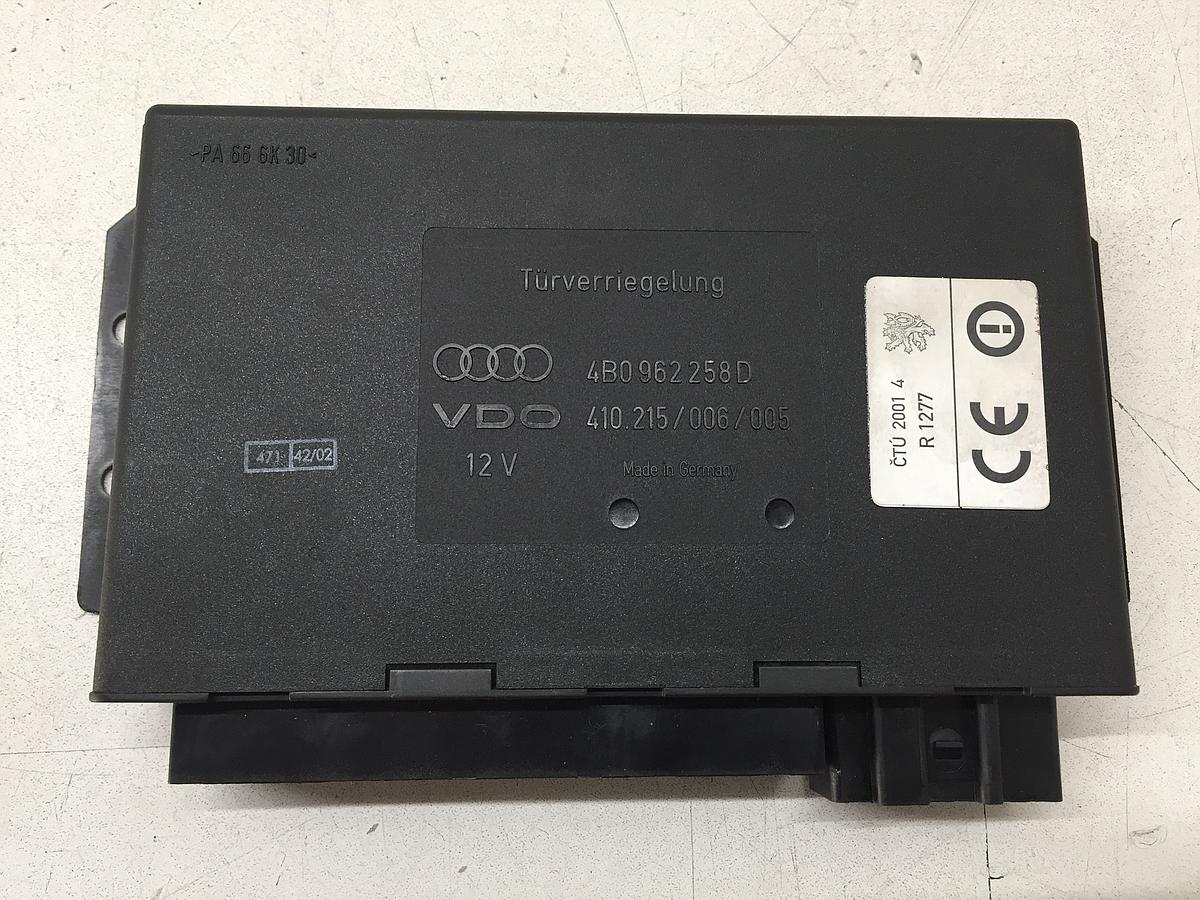 >PA 66 GK 30<
Türverriegelung
4B0 962 258 D
VDO 410.215/006/005
12 V Made in Germany
471 42/02
ČTÚ 2001 4
R 1277
CE